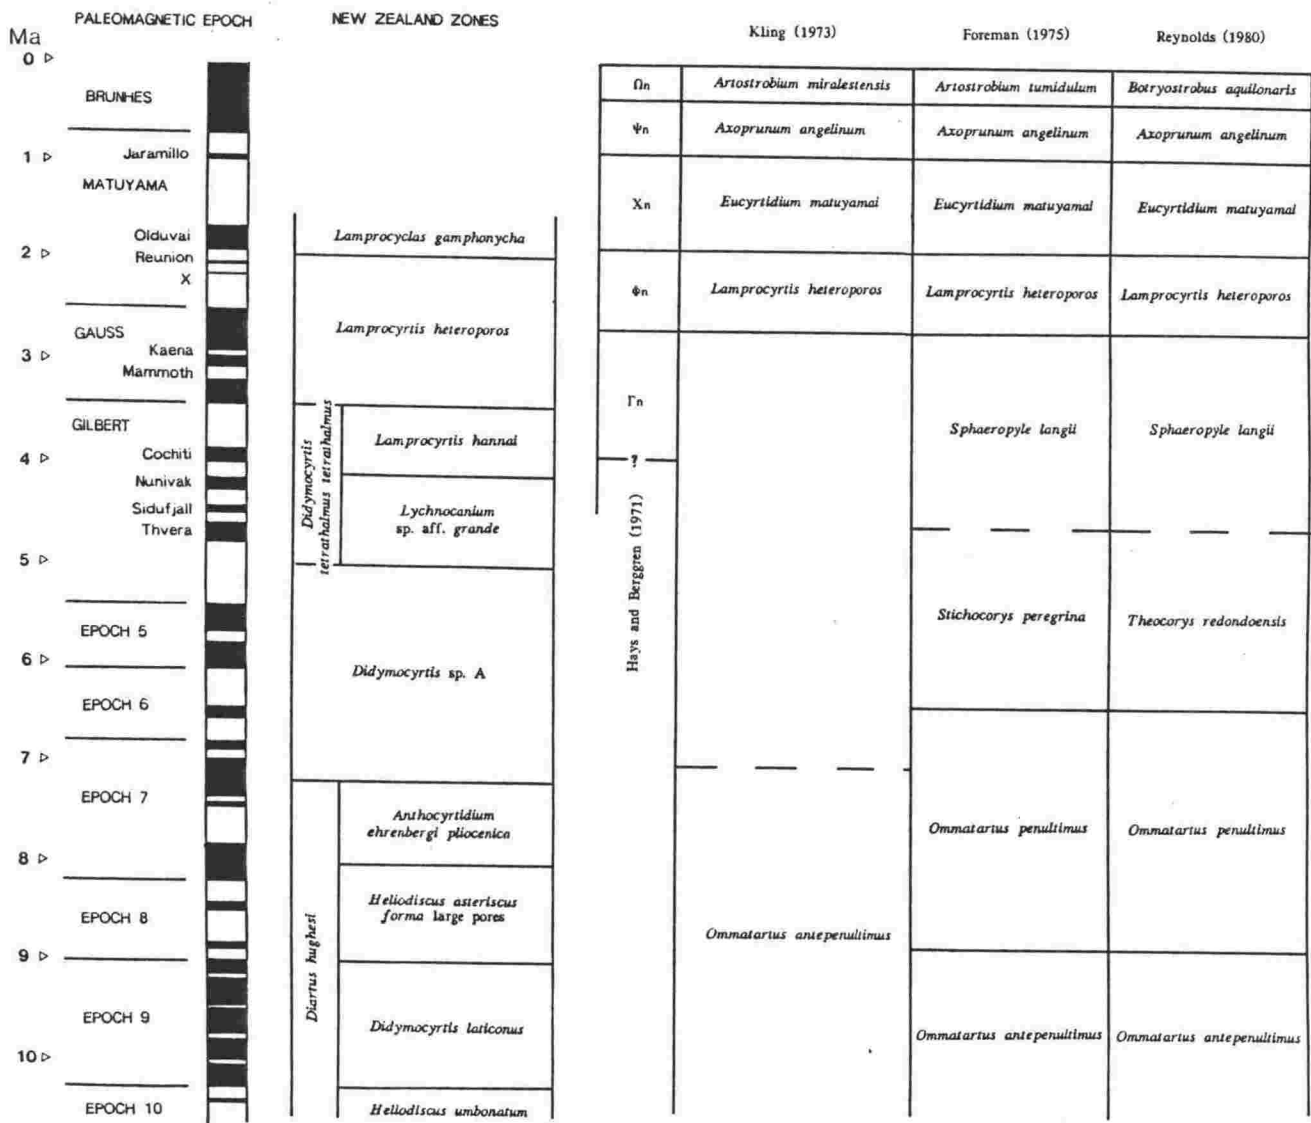 PALEOMAGNETIC EPOCH
NEW ZEALAND ZONES
Kling (1973)
Foreman (1975)
Reynolds (1980)
Ma
0 ▷
BRUNHES
1 ▷
Jaramillo
MATUYAMA
Olduvai
2 ▷
Reunion
X
GAUSS
3 ▷
Kaena
Mammoth
GILBERT
4 ▷
Cochiti
Nunivak
Sidufjall
Thvera
5 ▷
EPOCH 5
6 ▷
EPOCH 6
7 ▷
EPOCH 7
8 ▷
EPOCH 8
9 ▷
EPOCH 9
10 ▷
EPOCH 10
Lamprocyclas gamphonycha
Lamprocyrtis heteroporos
Didymocyrtis
tetrathalmus tetrathalmus
Lamprocyrtis hannai
Lychnocanium
sp. aff. grande
Didymocyrtis sp. A
Diartus hughesi
Anthocyrtidium
ehrenbergi pliocenica
Heliodiscus asteriscus
forma large pores
Didymocyrtis laticonus
Heliodiscus umbonatum
Ωn
Ψn
Χn
Φn
Γn
?
Hays and Berggren (1971)
Artostrobium miralestensis
Axoprunum angelinum
Eucyrtidium matuyamai
Lamprocyrtis heteroporos
Ommatartus antepenultimus
Artostrobium tumidulum
Axoprunum angelinum
Eucyrtidium matuyamai
Lamprocyrtis heteroporos
Sphaeropyle langii
Stichocorys peregrina
Ommatartus penultimus
Ommatartus antepenultimus
Botryostrobus aquilonaris
Axoprunum angelinum
Eucyrtidium matuyamai
Lamprocyrtis heteroporos
Sphaeropyle langii
Theocorys redondoensis
Ommatartus penultimus
Ommatartus antepenultimus